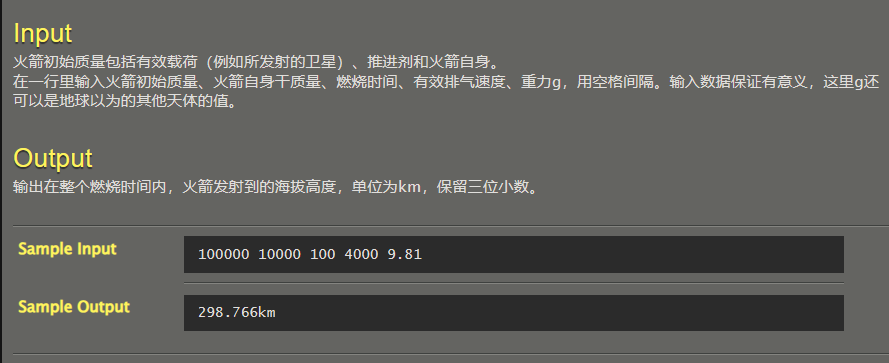 Input
火箭初始质量包括有效载荷（例如所发射的卫星）、推进剂和火箭自身。
在一行里输入火箭初始质量、火箭自身干质量、燃烧时间、有效排气速度、重力g，用空格间隔。输入数据保证有意义，这里g还
可以是地球以为的其他天体的值。
Output
输出在整个燃烧时间内，火箭发射到的海拔高度，单位为km，保留三位小数。
Sample Input
100000 10000 100 4000 9.81
Sample Output
298.766km